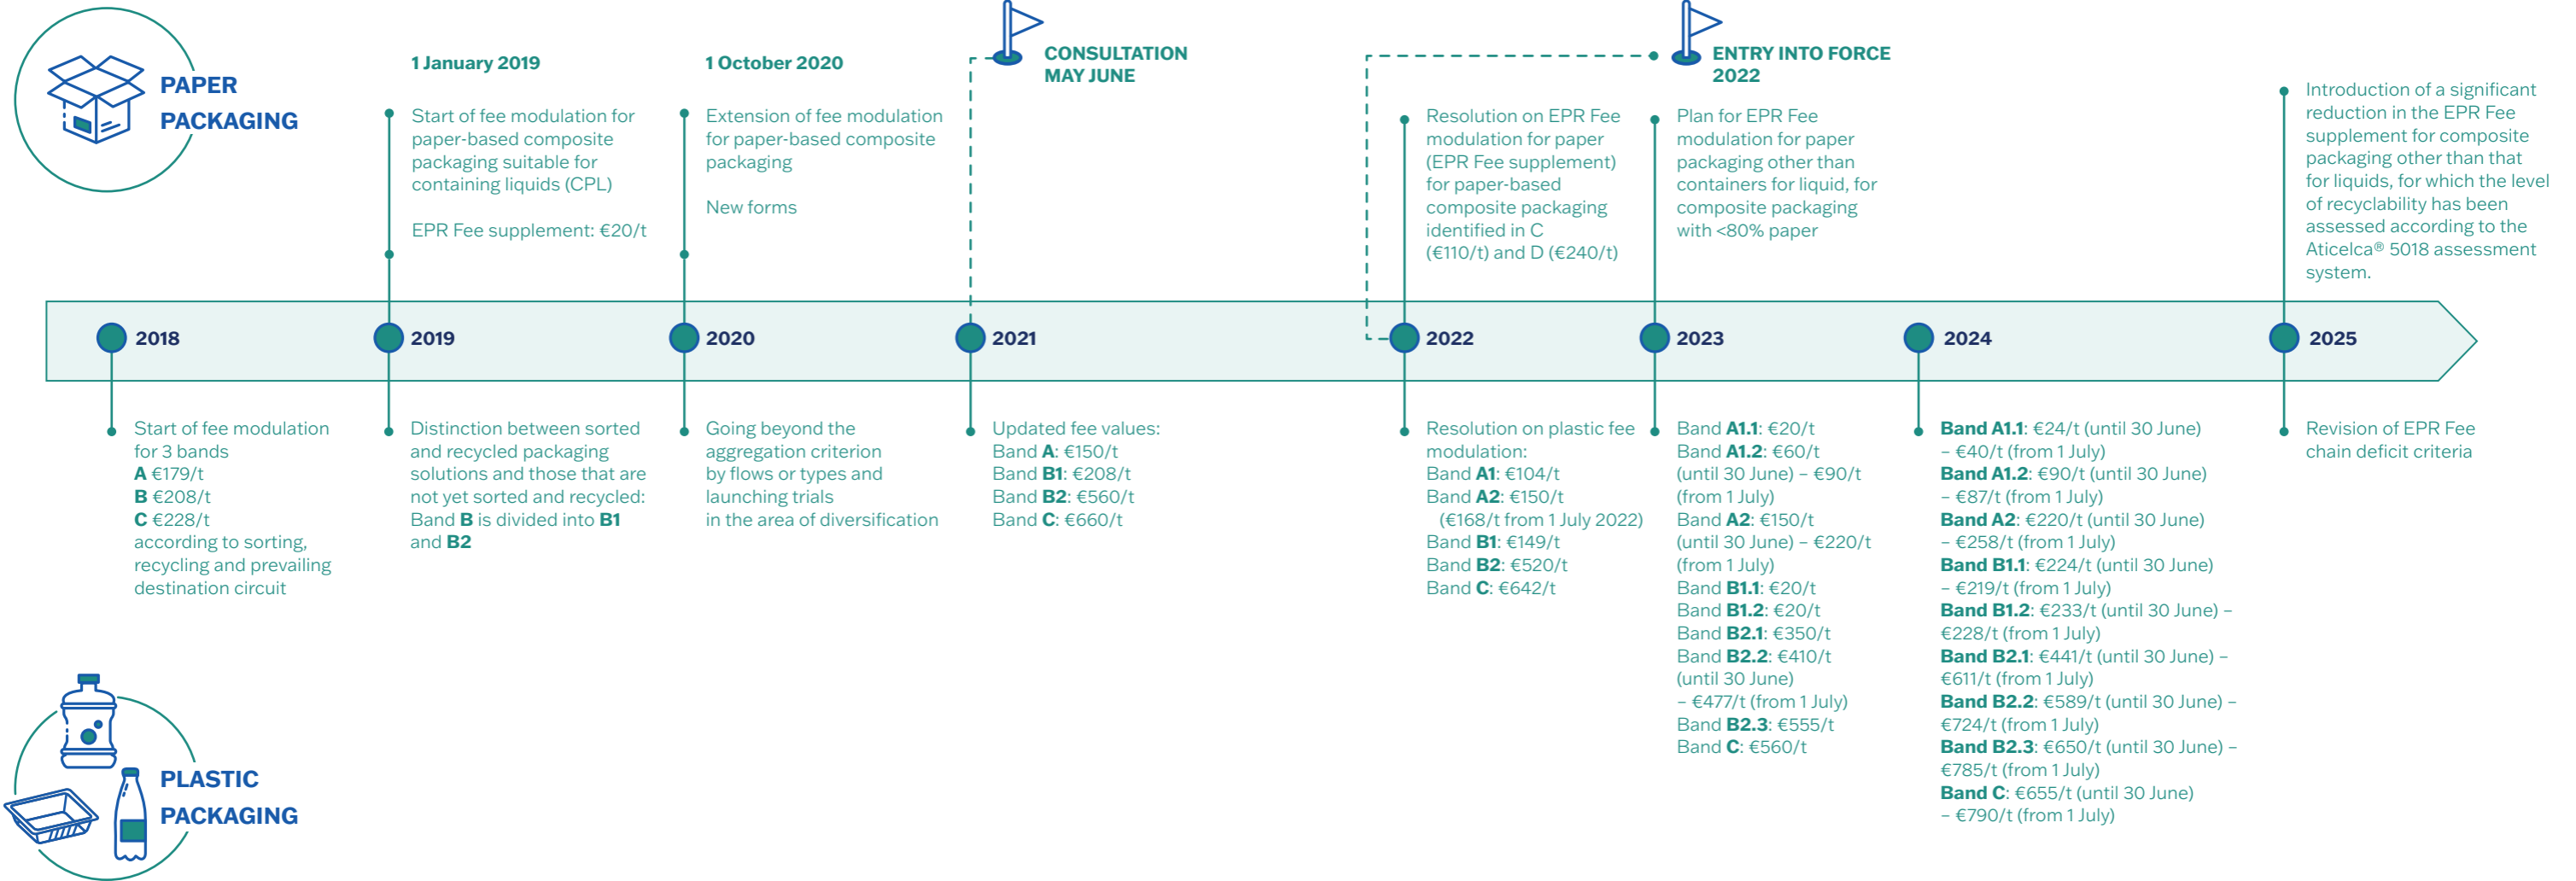 PAPER
PACKAGING
1 January 2019
Start of fee modulation for
paper-based composite
packaging suitable for
containing liquids (CPL)
EPR Fee supplement: €20/t
1 October 2020
Extension of fee modulation
for paper-based composite
packaging
New forms
CONSULTATION
MAY JUNE
Resolution on EPR Fee
modulation for paper
(EPR Fee supplement)
for paper-based
composite packaging
identified in C
(€110/t) and D (€240/t)
ENTRY INTO FORCE
2022
Plan for EPR Fee
modulation for paper
packaging other than
containers for liquid, for
composite packaging
with <80% paper
Introduction of a significant
reduction in the EPR Fee
supplement for composite
packaging other than that
for liquids, for which the level
of recyclability has been
assessed according to the
Aticelca® 5018 assessment
system.
2018
2019
2020
2021
2022
2023
2024
2025
Start of fee modulation
for 3 bands
A €179/t
B €208/t
C €228/t
according to sorting,
recycling and prevailing
destination circuit
Distinction between sorted
and recycled packaging
solutions and those that are
not yet sorted and recycled:
Band B is divided into B1
and B2
Going beyond the
aggregation criterion
by flows or types and
launching trials
in the area of diversification
Updated fee values:
Band A: €150/t
Band B1: €208/t
Band B2: €560/t
Band C: €660/t
Resolution on plastic fee
modulation:
Band A1: €104/t
Band A2: €150/t
(€168/t from 1 July 2022)
Band B1: €149/t
Band B2: €520/t
Band C: €642/t
Band A1.1: €20/t
Band A1.2: €60/t
(until 30 June) – €90/t
(from 1 July)
Band A2: €150/t
(until 30 June) – €220/t
(from 1 July)
Band B1.1: €20/t
Band B1.2: €20/t
Band B2.1: €350/t
Band B2.2: €410/t
(until 30 June)
– €477/t (from 1 July)
Band B2.3: €555/t
Band C: €560/t
Band A1.1: €24/t (until 30 June)
– €40/t (from 1 July)
Band A1.2: €90/t (until 30 June)
– €87/t (from 1 July)
Band A2: €220/t (until 30 June)
– €258/t (from 1 July)
Band B1.1: €224/t (until 30 June)
– €219/t (from 1 July)
Band B1.2: €233/t (until 30 June) –
€228/t (from 1 July)
Band B2.1: €441/t (until 30 June) –
€611/t (from 1 July)
Band B2.2: €589/t (until 30 June) –
€724/t (from 1 July)
Band B2.3: €650/t (until 30 June) –
€785/t (from 1 July)
Band C: €655/t (until 30 June)
– €790/t (from 1 July)
Revision of EPR Fee
chain deficit criteria
PLASTIC
PACKAGING